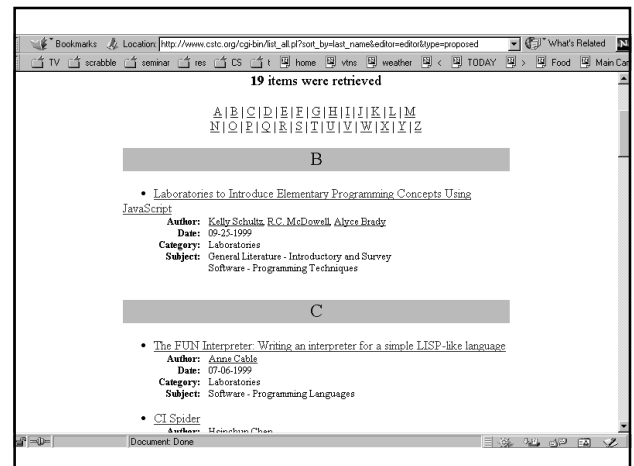 Bookmarks Location: http://www.cstc.org/cgi-bin/list_all.pl?sort_by=last_name&editor=editor&type=proposed What's Related N
TV scrabble seminar res CS t home vtns weather < TODAY > Food Main Car
19 items were retrieved
A | B | C | D | E | F | G | H | I | J | K | L | M
N | O | P | Q | R | S | T | U | V | W | X | Y | Z
B
• Laboratories to Introduce Elementary Programming Concepts Using
JavaScript
Author: Kelly Schultz, R.C. McDowell, Alyce Brady
Date: 09-25-1999
Category: Laboratories
Subject: General Literature - Introductory and Survey
Software - Programming Techniques
C
• The FUN Interpreter: Writing an interpreter for a simple LISP-like language
Author: Anne Cable
Date: 07-06-1999
Category: Laboratories
Subject: Software - Programming Languages
• CI Spider
Author: Hsinchun Chen
Document: Done